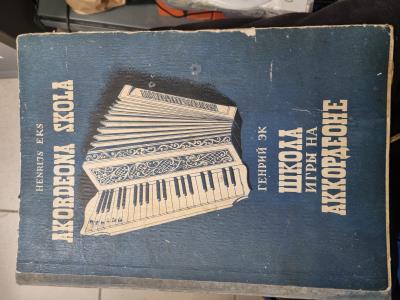 HENRIJS EKS
AKORDEONA SKOLA
ГЕНРИЙ ЭК
ШКОЛА
ИГРЫ НА
АККОРДЕОНЕ